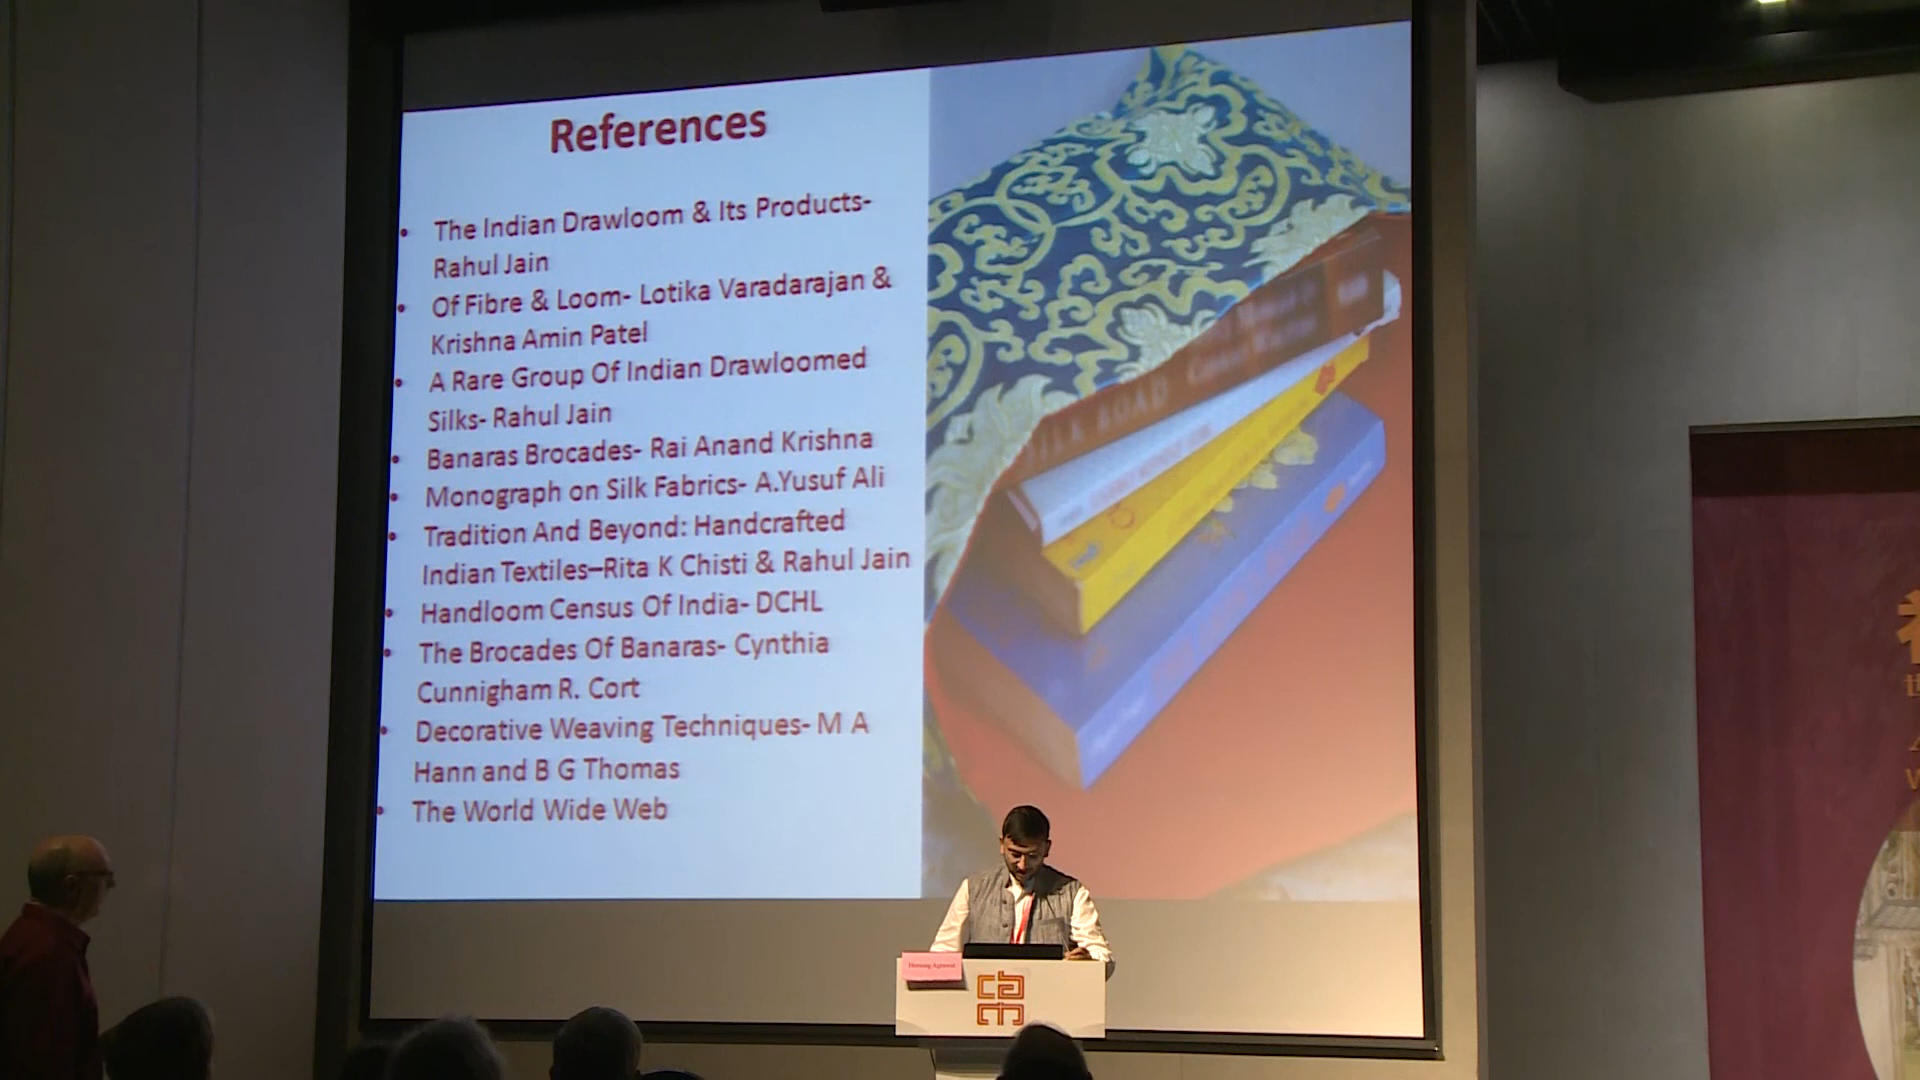 References
• The Indian Drawloom & Its Products-
Rahul Jain
• Of Fibre & Loom- Lotika Varadarajan &
Krishna Amin Patel
• A Rare Group Of Indian Drawloomed
Silks- Rahul Jain
• Banaras Brocades- Rai Anand Krishna
• Monograph on Silk Fabrics- A.Yusuf Ali
• Tradition And Beyond: Handcrafted
Indian Textiles–Rita K Chisti & Rahul Jain
• Handloom Census Of India- DCHL
• The Brocades Of Banaras- Cynthia
Cunnigham R. Cort
• Decorative Weaving Techniques- M A
Hann and B G Thomas
• The World Wide Web
SILK ROAD